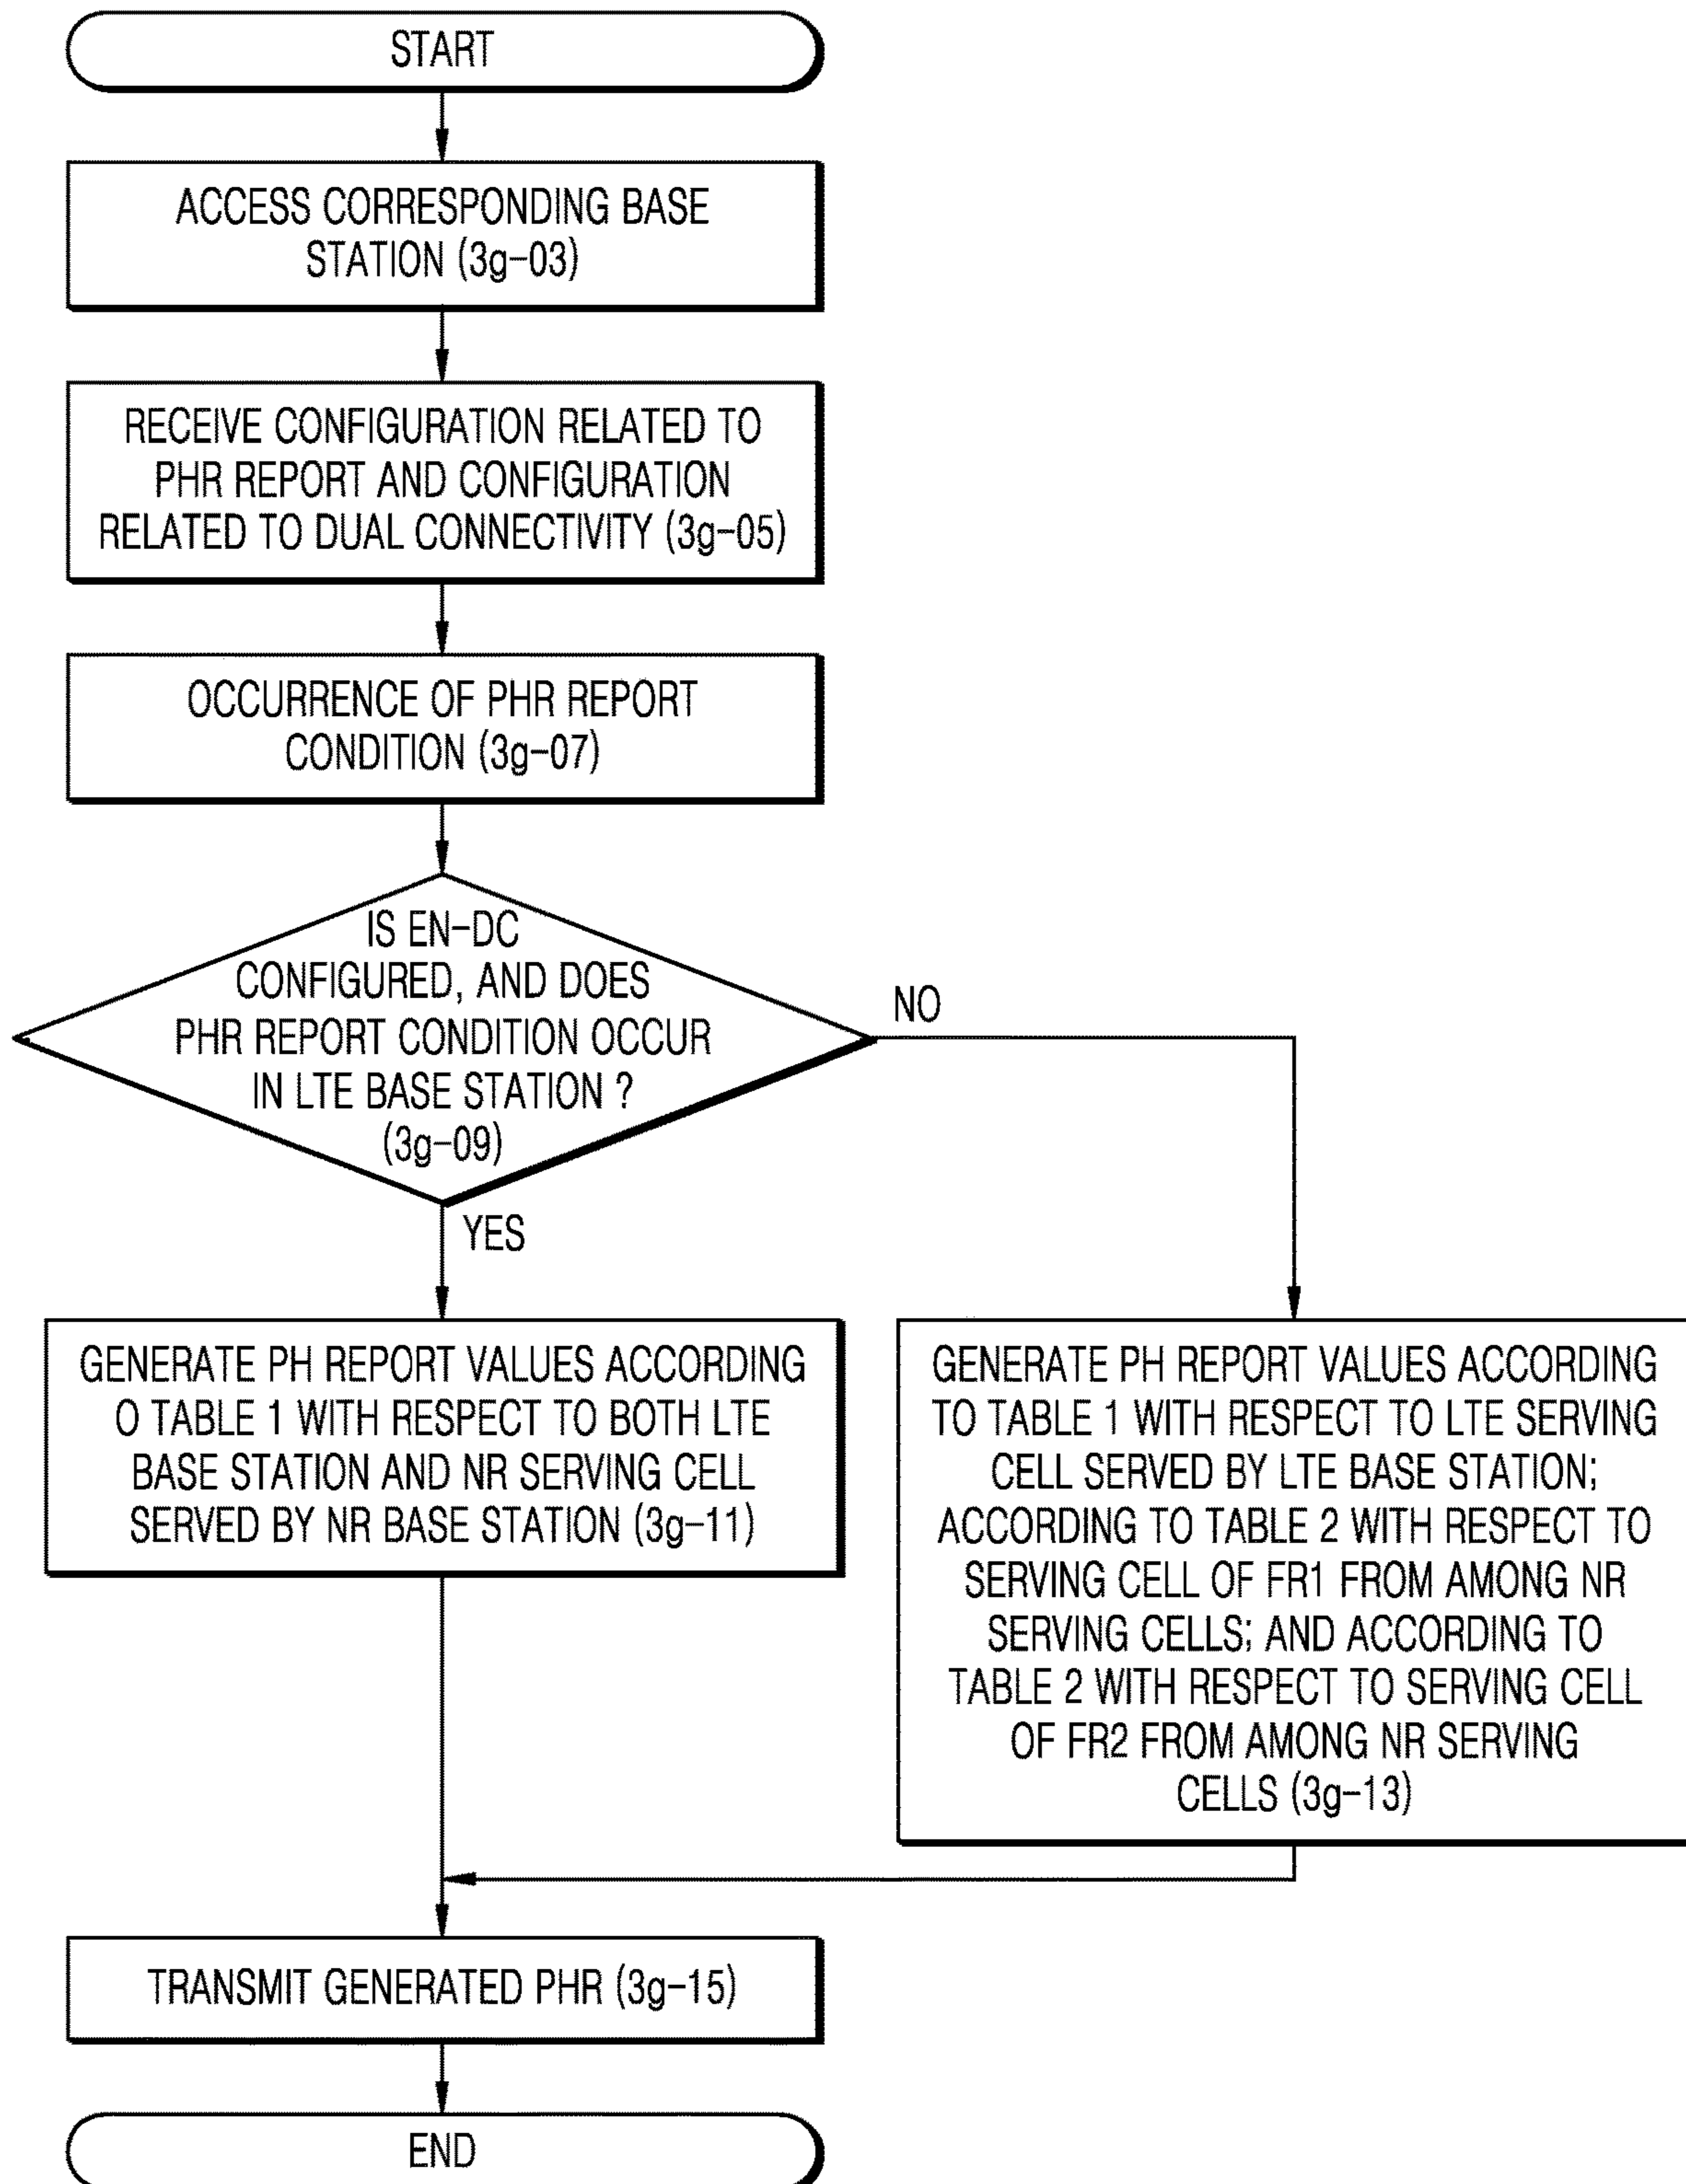 START
ACCESS CORRESPONDING BASE
STATION (3g-03)
RECEIVE CONFIGURATION RELATED TO
PHR REPORT AND CONFIGURATION
RELATED TO DUAL CONNECTIVITY (3g-05)
OCCURRENCE OF PHR REPORT
CONDITION (3g-07)
IS EN-DC
CONFIGURED, AND DOES
PHR REPORT CONDITION OCCUR
IN LTE BASE STATION ?
(3g-09)
NO
YES
GENERATE PH REPORT VALUES ACCORDING
O TABLE 1 WITH RESPECT TO BOTH LTE
BASE STATION AND NR SERVING CELL
SERVED BY NR BASE STATION (3g-11)
GENERATE PH REPORT VALUES ACCORDING
TO TABLE 1 WITH RESPECT TO LTE SERVING
CELL SERVED BY LTE BASE STATION;
ACCORDING TO TABLE 2 WITH RESPECT TO
SERVING CELL OF FR1 FROM AMONG NR
SERVING CELLS; AND ACCORDING TO
TABLE 2 WITH RESPECT TO SERVING CELL
OF FR2 FROM AMONG NR SERVING
CELLS (3g-13)
TRANSMIT GENERATED PHR (3g-15)
END